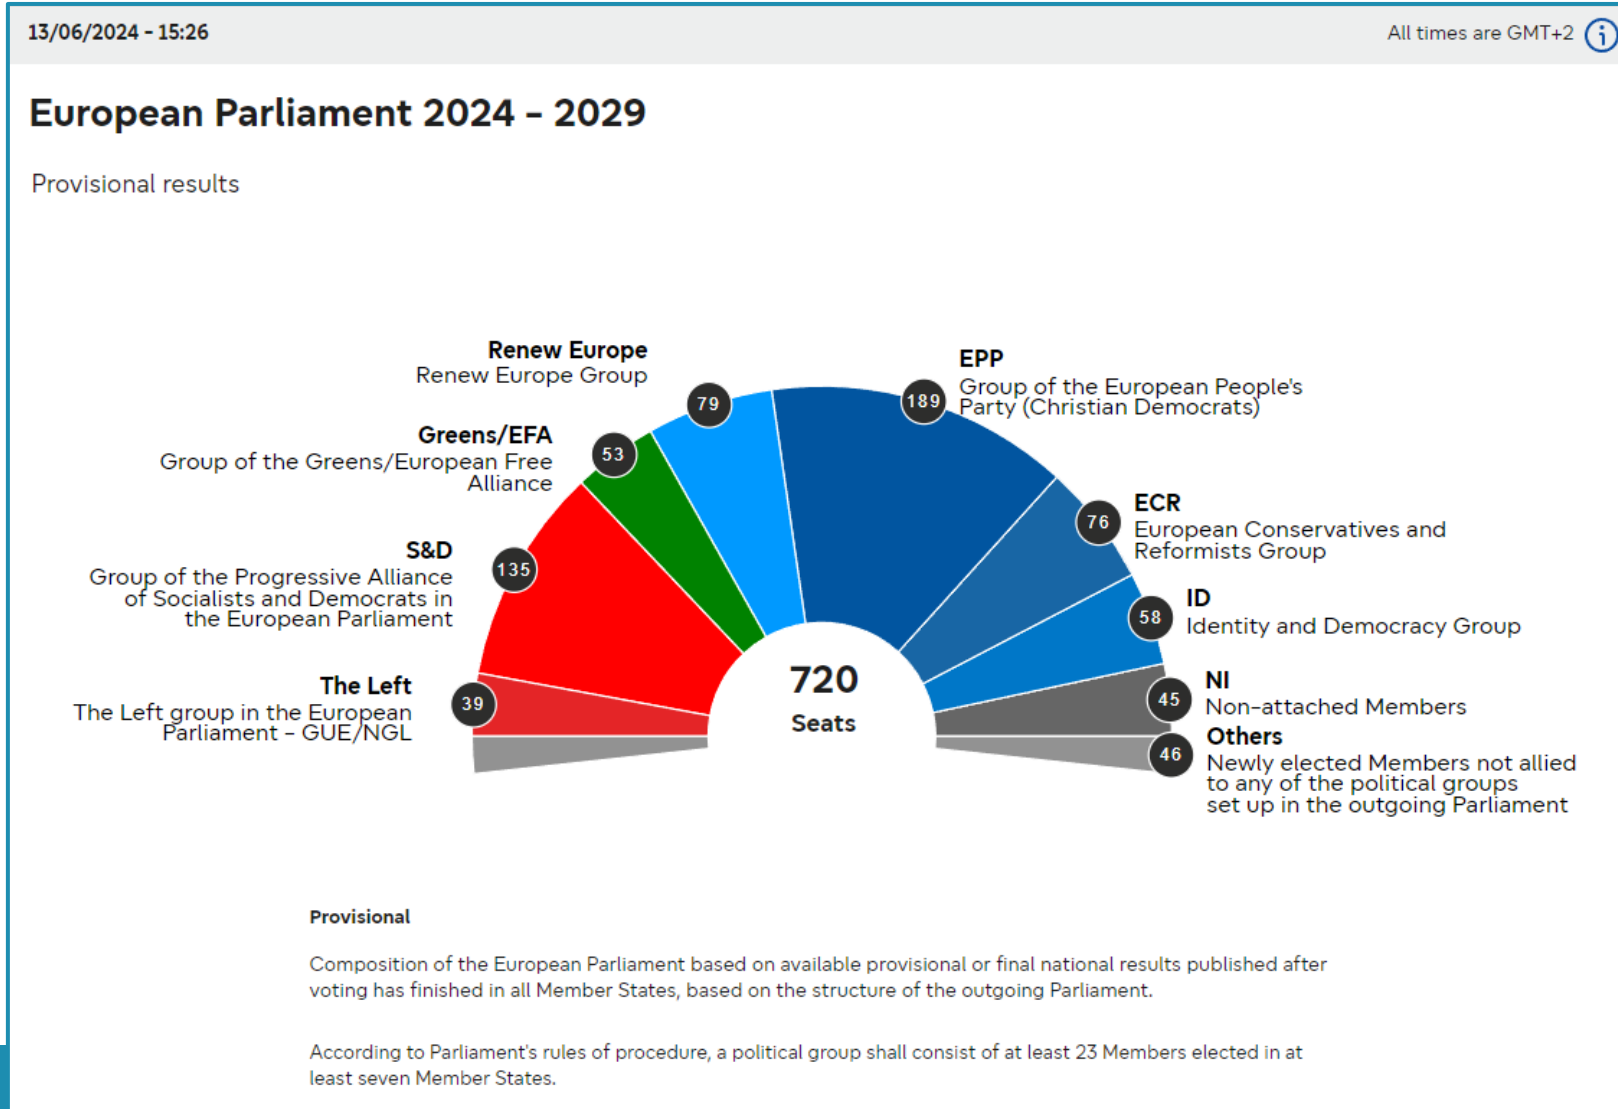 13/06/2024 - 15:26
All times are GMT+2
European Parliament 2024 - 2029
Provisional results
Renew Europe
Renew Europe Group
79
EPP
Group of the European People's
Party (Christian Democrats)
189
Greens/EFA
Group of the Greens/European Free
Alliance
53
ECR
European Conservatives and
Reformists Group
76
S&D
Group of the Progressive Alliance
of Socialists and Democrats in
the European Parliament
135
ID
Identity and Democracy Group
58
The Left
The Left group in the European
Parliament - GUE/NGL
39
720
Seats
NI
Non-attached Members
45
Others
Newly elected Members not allied
to any of the political groups
set up in the outgoing Parliament
46
Provisional
Composition of the European Parliament based on available provisional or final national results published after
voting has finished in all Member States, based on the structure of the outgoing Parliament.
According to Parliament's rules of procedure, a political group shall consist of at least 23 Members elected in at
least seven Member States.